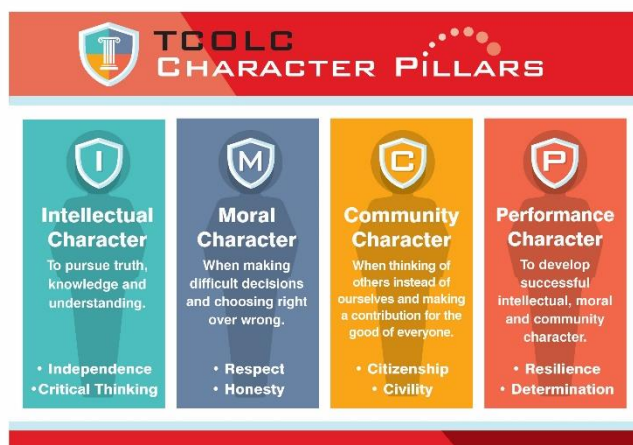 TCOLC
CHARACTER PILLARS
I
Intellectual
Character
To pursue truth,
knowledge and
understanding.
• Independence
•Critical Thinking
M
Moral
Character
When making
difficult decisions
and choosing right
over wrong.
• Respect
• Honesty
C
Community
Character
When thinking of
others instead of
ourselves and making
a contribution for the
good of everyone.
• Citizenship
• Civility
P
Performance
Character
To develop
successful
intellectual, moral
and community
character.
• Resilience
• Determination